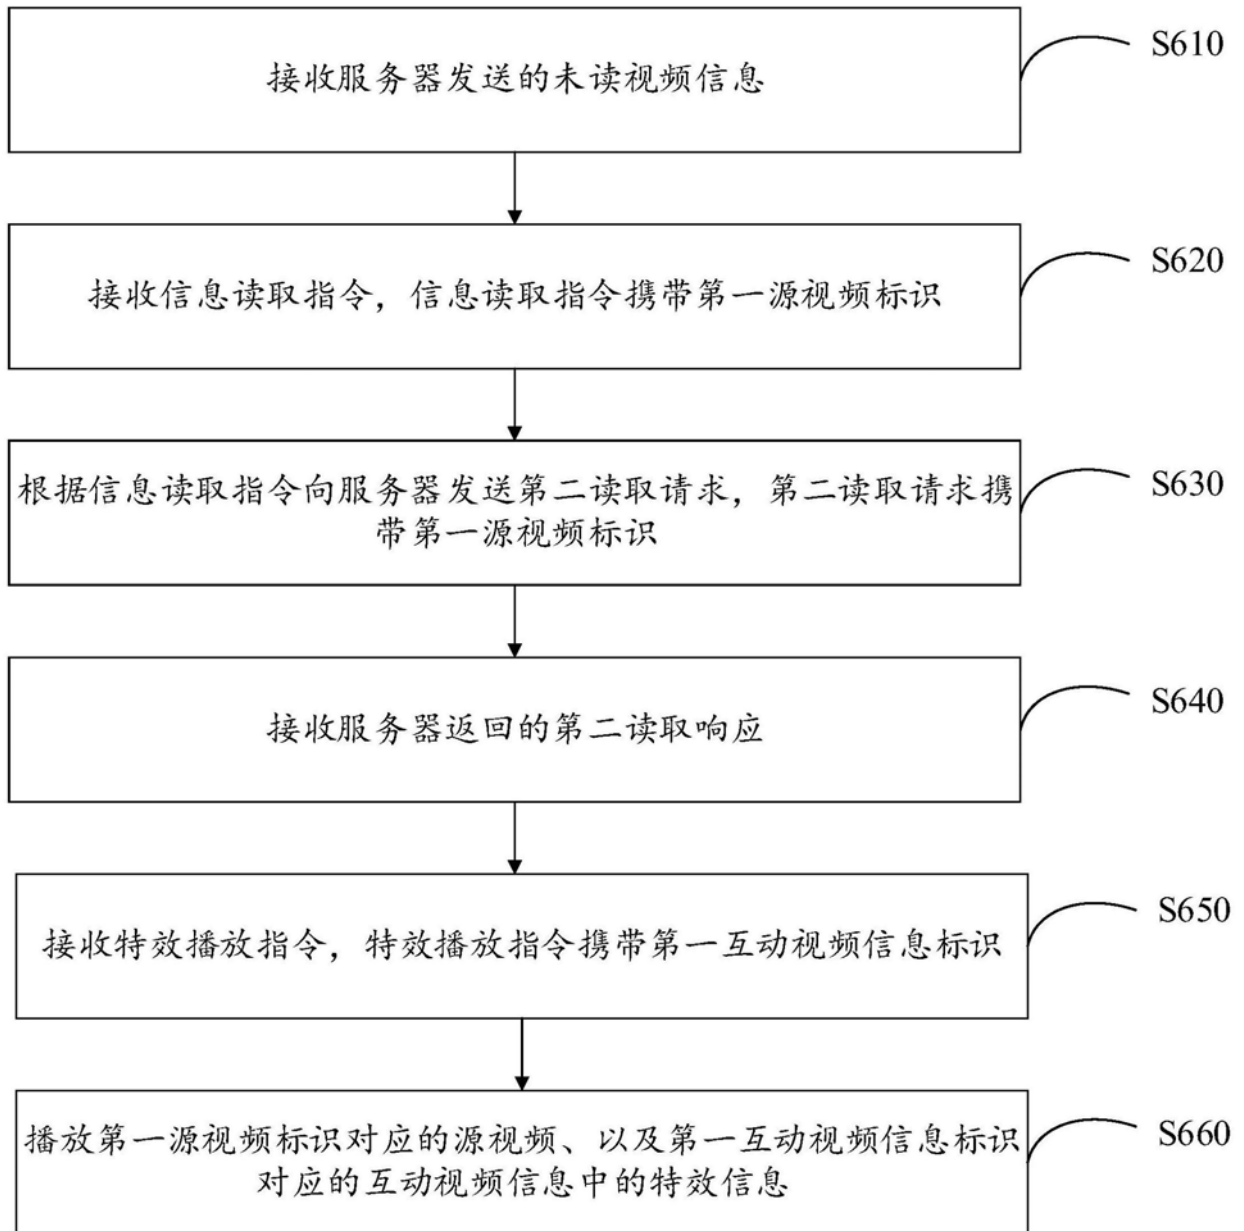 接收服务器发送的未读视频信息
S610
接收信息读取指令，信息读取指令携带第一源视频标识
S620
根据信息读取指令向服务器发送第二读取请求，第二读取请求携
带第一源视频标识
S630
接收服务器返回的第二读取响应
S640
接收特效播放指令，特效播放指令携带第一互动视频信息标识
S650
播放第一源视频标识对应的源视频、以及第一互动视频信息标识
对应的互动视频信息中的特效信息
S660